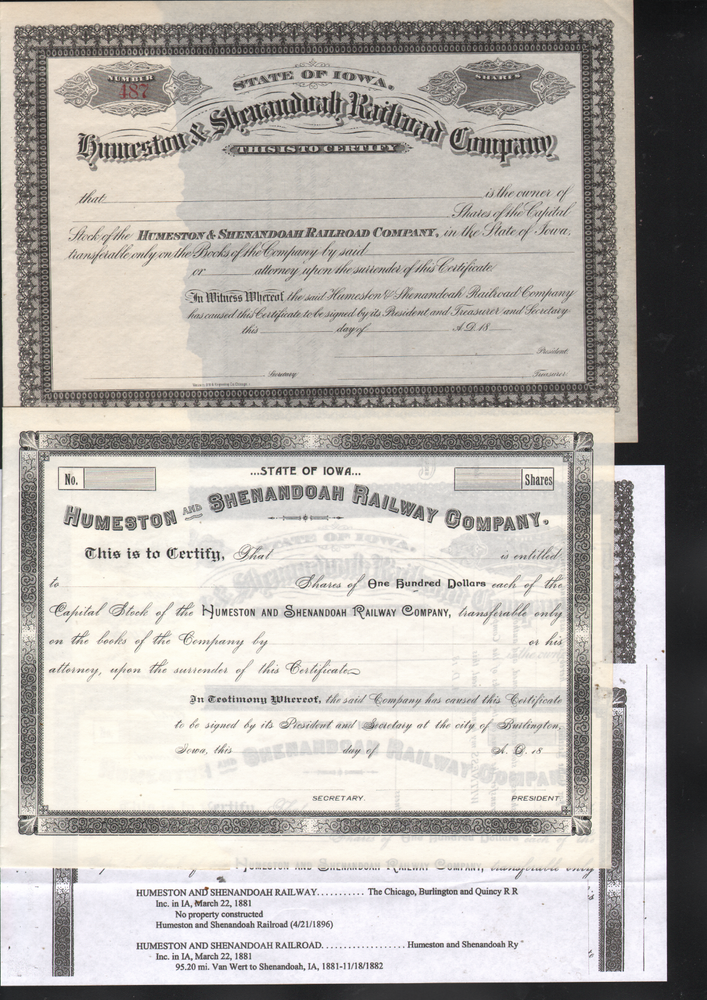 NUMBER
487
SHARES
STATE OF IOWA.
Humeston & Shenandoah Railroad Company
THIS IS TO CERTIFY
that is the owner of
Shares of the Capital
Stock of the HUMESTON & SHENANDOAH RAILROAD COMPANY, in the State of Iowa,
transferable only on the Books of the Company by said
or attorney upon the surrender of this Certificate.
In Witness Whereof, the said Humeston & Shenandoah Railroad Company
has caused this Certificate to be signed by its President and Treasurer and Secretary
this day of A.D. 18
President
Secretary
Treasurer
No.
...STATE OF IOWA...
Shares
HUMESTON AND SHENANDOAH RAILWAY COMPANY.
This is to Certify, That is entitled
to Shares of One Hundred Dollars each of the
Capital Stock of the HUMESTON AND SHENANDOAH RAILWAY COMPANY, transferable only
on the books of the Company by or his
attorney, upon the surrender of this Certificate.
In Testimony Whereof, the said Company has caused this Certificate
to be signed by its President and Secretary at the city of Burlington,
Iowa, this day of A. D. 18
SECRETARY.
PRESIDENT.
HUMESTON AND SHENANDOAH RAILWAY COMPANY, transferable only
HUMESTON AND SHENANDOAH RAILWAY........... The Chicago, Burlington and Quincy R R
Inc. in IA, March 22, 1881
No property constructed
Humeston and Shenandoah Railroad (4/21/1896)
HUMESTON AND SHENANDOAH RAILROAD.................. Humeston and Shenandoah Ry
Inc. in IA, March 22, 1881
95.20 mi. Van Wert to Shenandoah, IA, 1881-11/18/1882